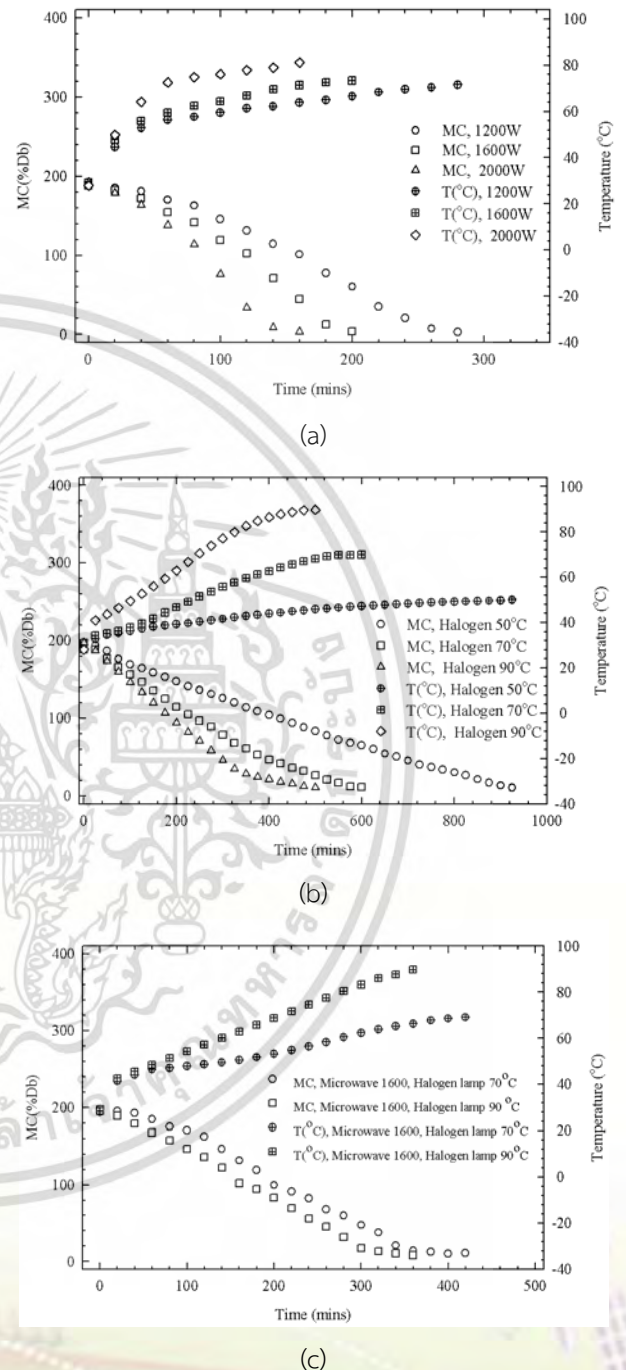 400
300
200
100
0
MC(%Db)
100
80
60
40
20
0
-20
-40
Temperature (°C)
MC, 1200W
MC, 1600W
MC, 2000W
T(°C), 1200W
T(°C), 1600W
T(°C), 2000W
0 100 200 300
Time (mins)
(a)
400
300
200
100
0
MC(%Db)
100
80
60
40
20
0
-20
-40
Temperature (°C)
MC, Halogen 50°C
MC, Halogen 70°C
MC, Halogen 90°C
T(°C), Halogen 50°C
T(°C), Halogen 70°C
T(°C), Halogen 90°C
0 200 400 600 800 1000
Time (mins)
(b)
400
300
200
100
0
MC(%Db)
100
80
60
40
20
0
-20
-40
Temperature (°C)
MC, Microwave 1600, Halogen lamp 70°C
MC, Microwave 1600, Halogen lamp 90 °C
T(°C), Microwave 1600, Halogen lamp 70°C
T(°C), Microwave 1600, Halogen lamp 90°C
0 100 200 300 400 500
Time (mins)
(c)